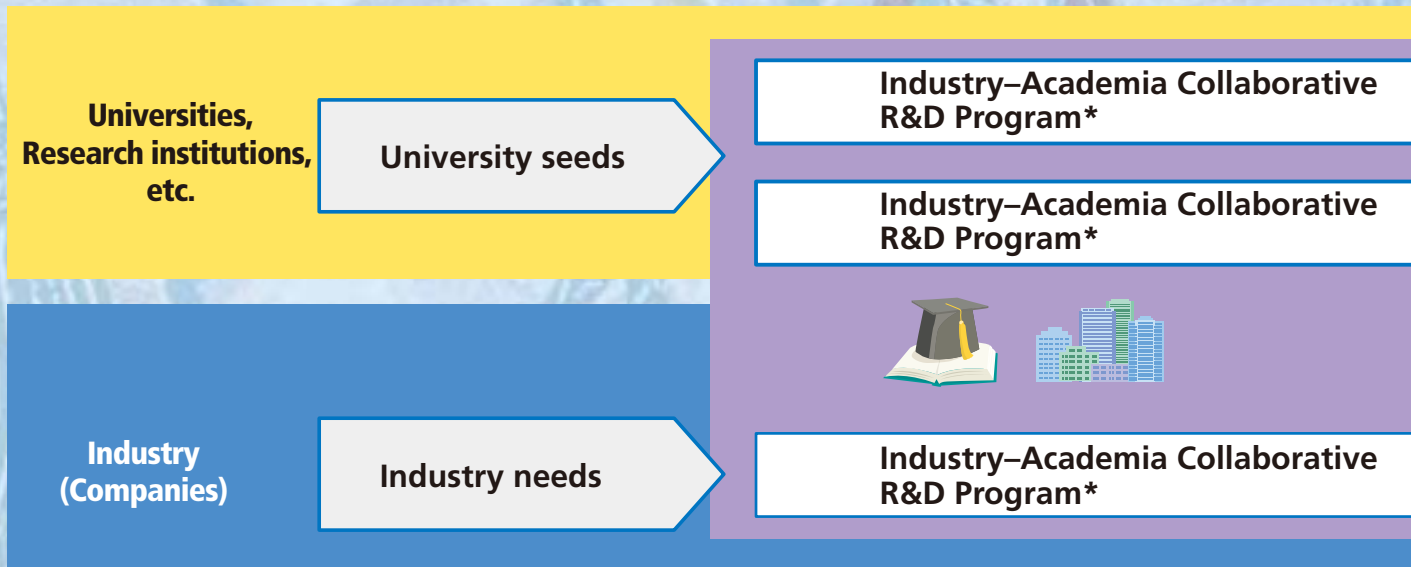 Universities,
Research institutions,
etc.
University seeds
Industry–Academia Collaborative
R&D Program*
Industry–Academia Collaborative
R&D Program*
Industry
(Companies)
Industry needs
Industry–Academia Collaborative
R&D Program*